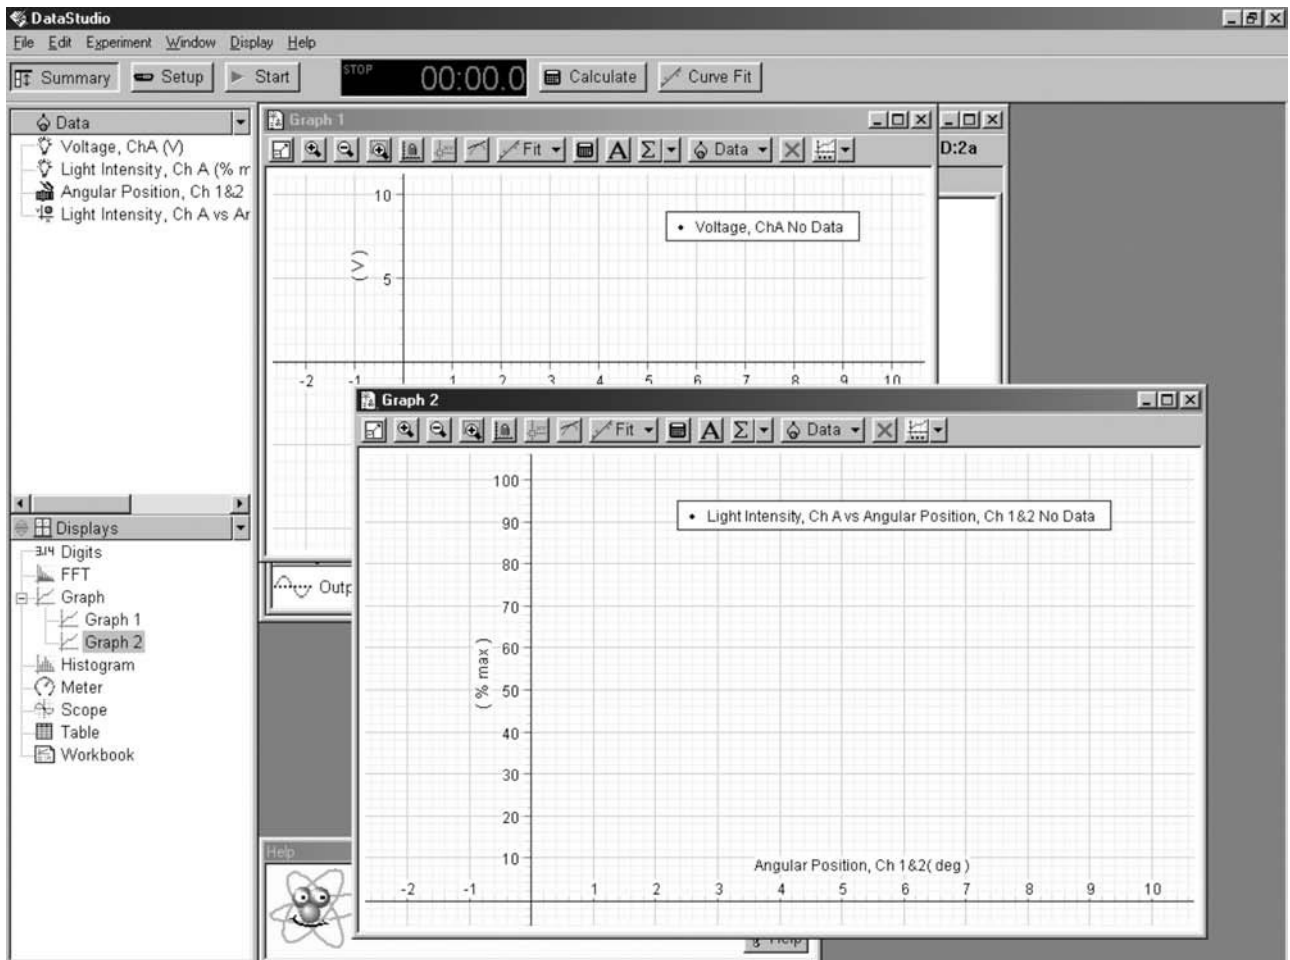 DataStudio
File Edit Experiment Window Display Help
Summary Setup Start STOP 00:00.0 Calculate Curve Fit
Data
Voltage, ChA (V)
Light Intensity, Ch A (% m
Angular Position, Ch 1&2
Light Intensity, Ch A vs Ar
Displays
3.14 Digits
FFT
Graph
Graph 1
Graph 2
Histogram
Meter
Scope
Table
Workbook
Graph 1
Fit A Σ Data
D:2a
10
Voltage, ChA No Data
(V)
5
-2 -1 1 2 3 4 5 6 7 8 9 10
Outp
Graph 2
Fit A Σ Data
100
Light Intensity, Ch A vs Angular Position, Ch 1&2 No Data
90
80
70
60
( % max )
50
40
30
20
10
Angular Position, Ch 1&2( deg )
-2 -1 1 2 3 4 5 6 7 8 9 10
Help
Help